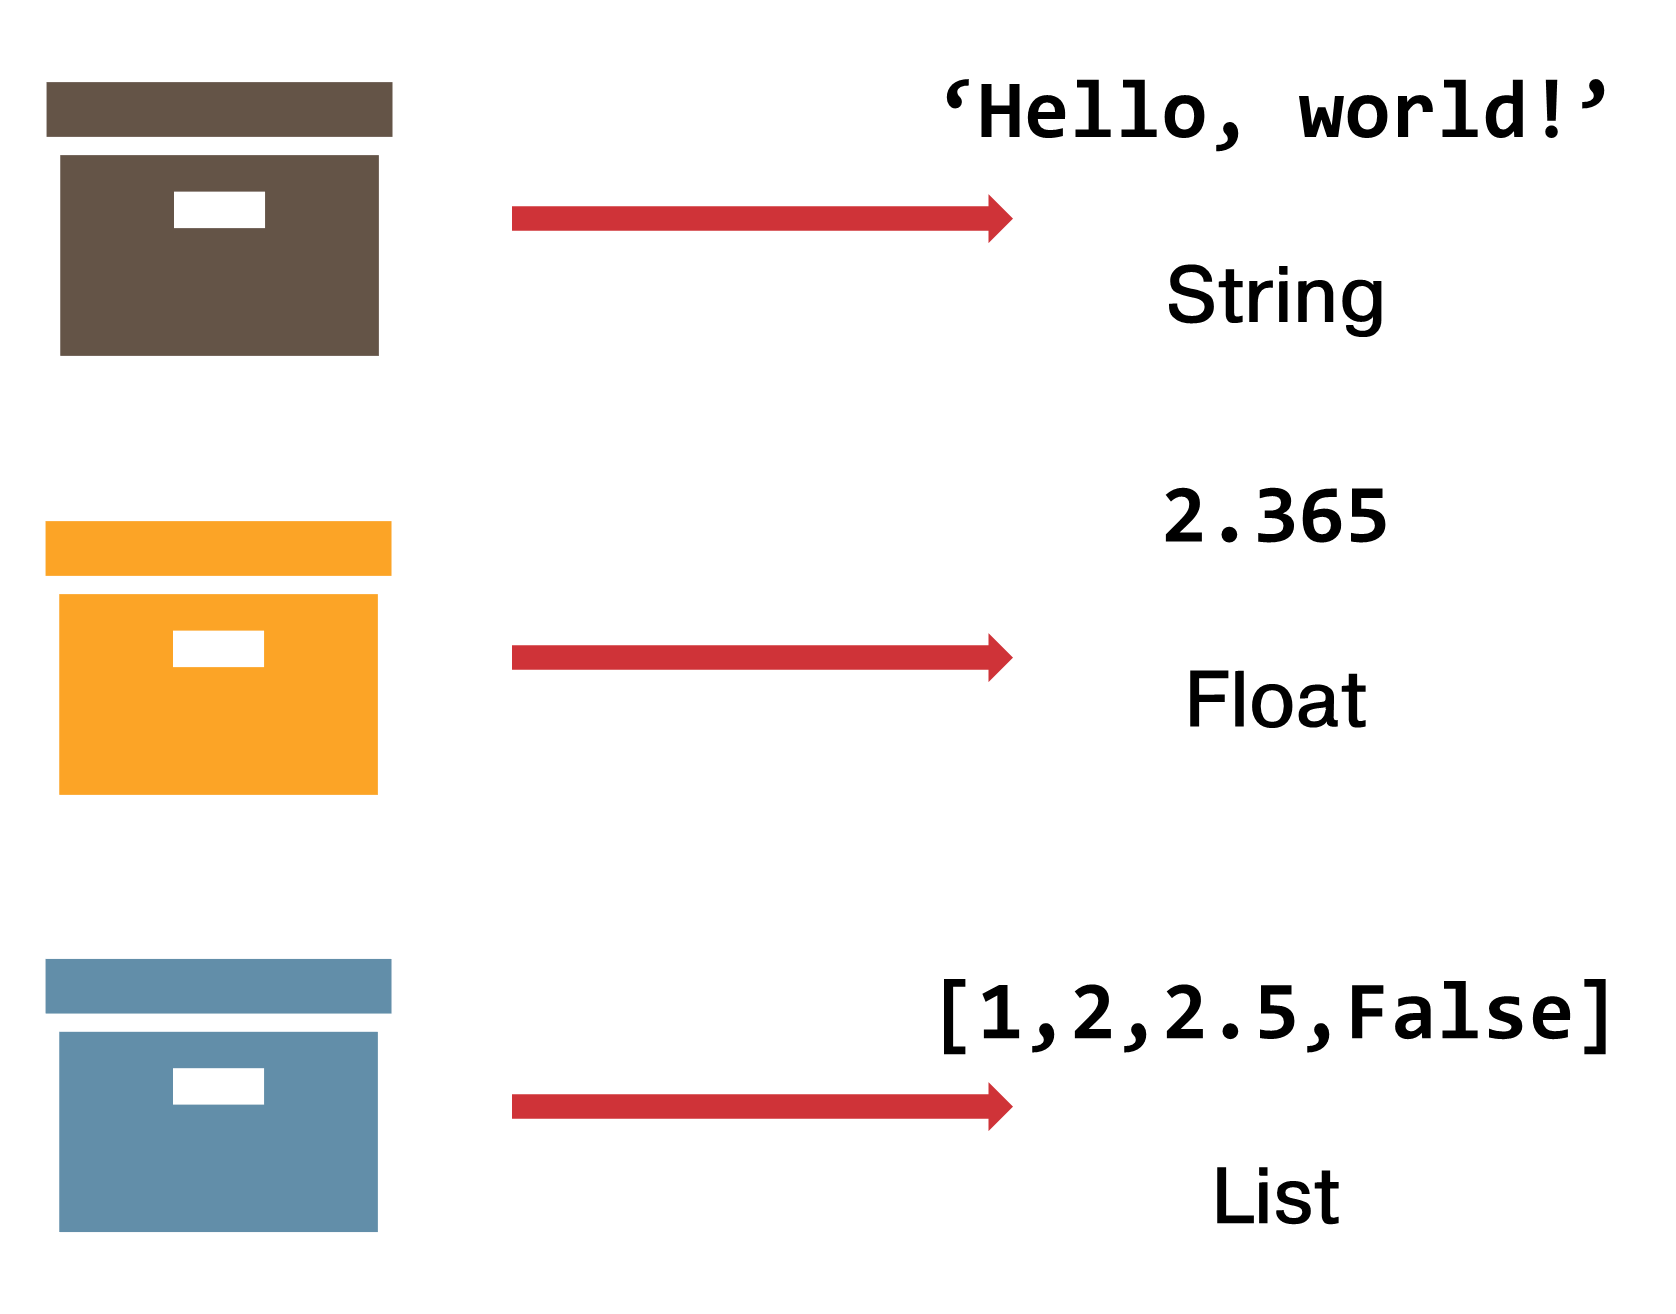 ‘Hello, world!’
String
2.365
Float
[1,2,2.5,False]
List